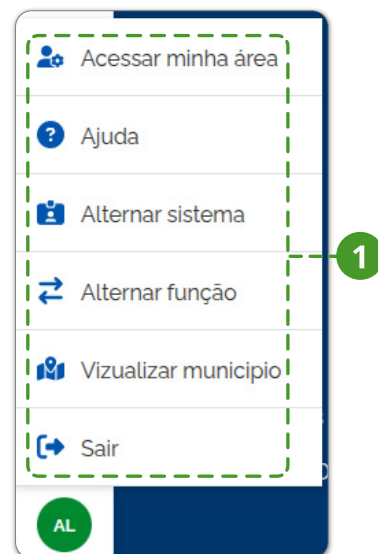 Acessar minha área
Ajuda
Alternar sistema
1
Alternar função
Vizualizar municipio
Sair
AL